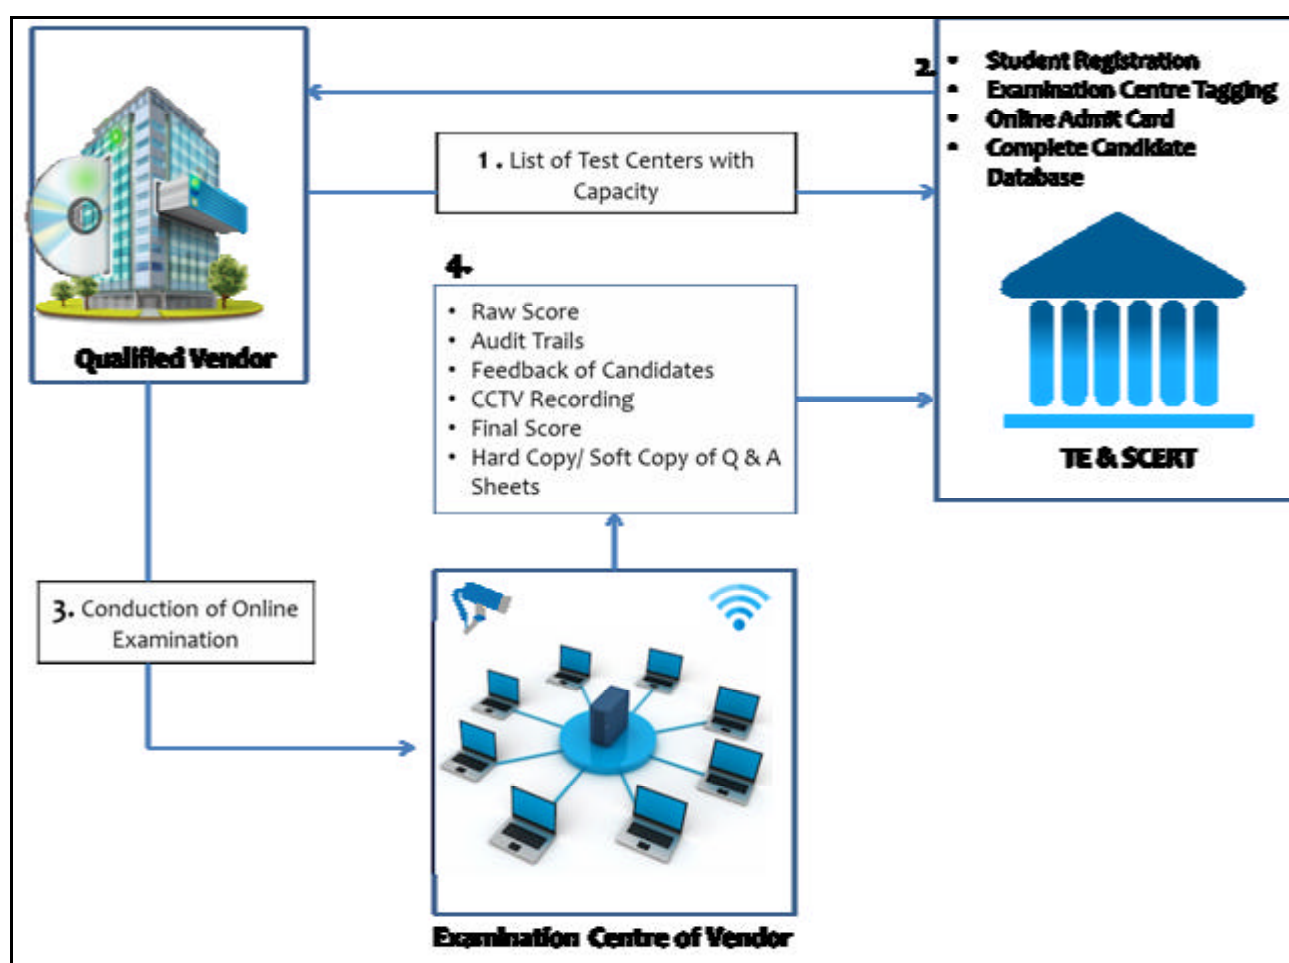 2.
• Student Registration
• Examination Centre Tagging
• Online Admit Card
• Complete Candidate
Database
1 . List of Test Centers with
Capacity
4.
• Raw Score
• Audit Trails
• Feedback of Candidates
• CCTV Recording
• Final Score
• Hard Copy/ Soft Copy of Q & A
Sheets
Qualified Vendor
TE & SCERT
3. Conduction of Online
Examination
Examination Centre of Vendor